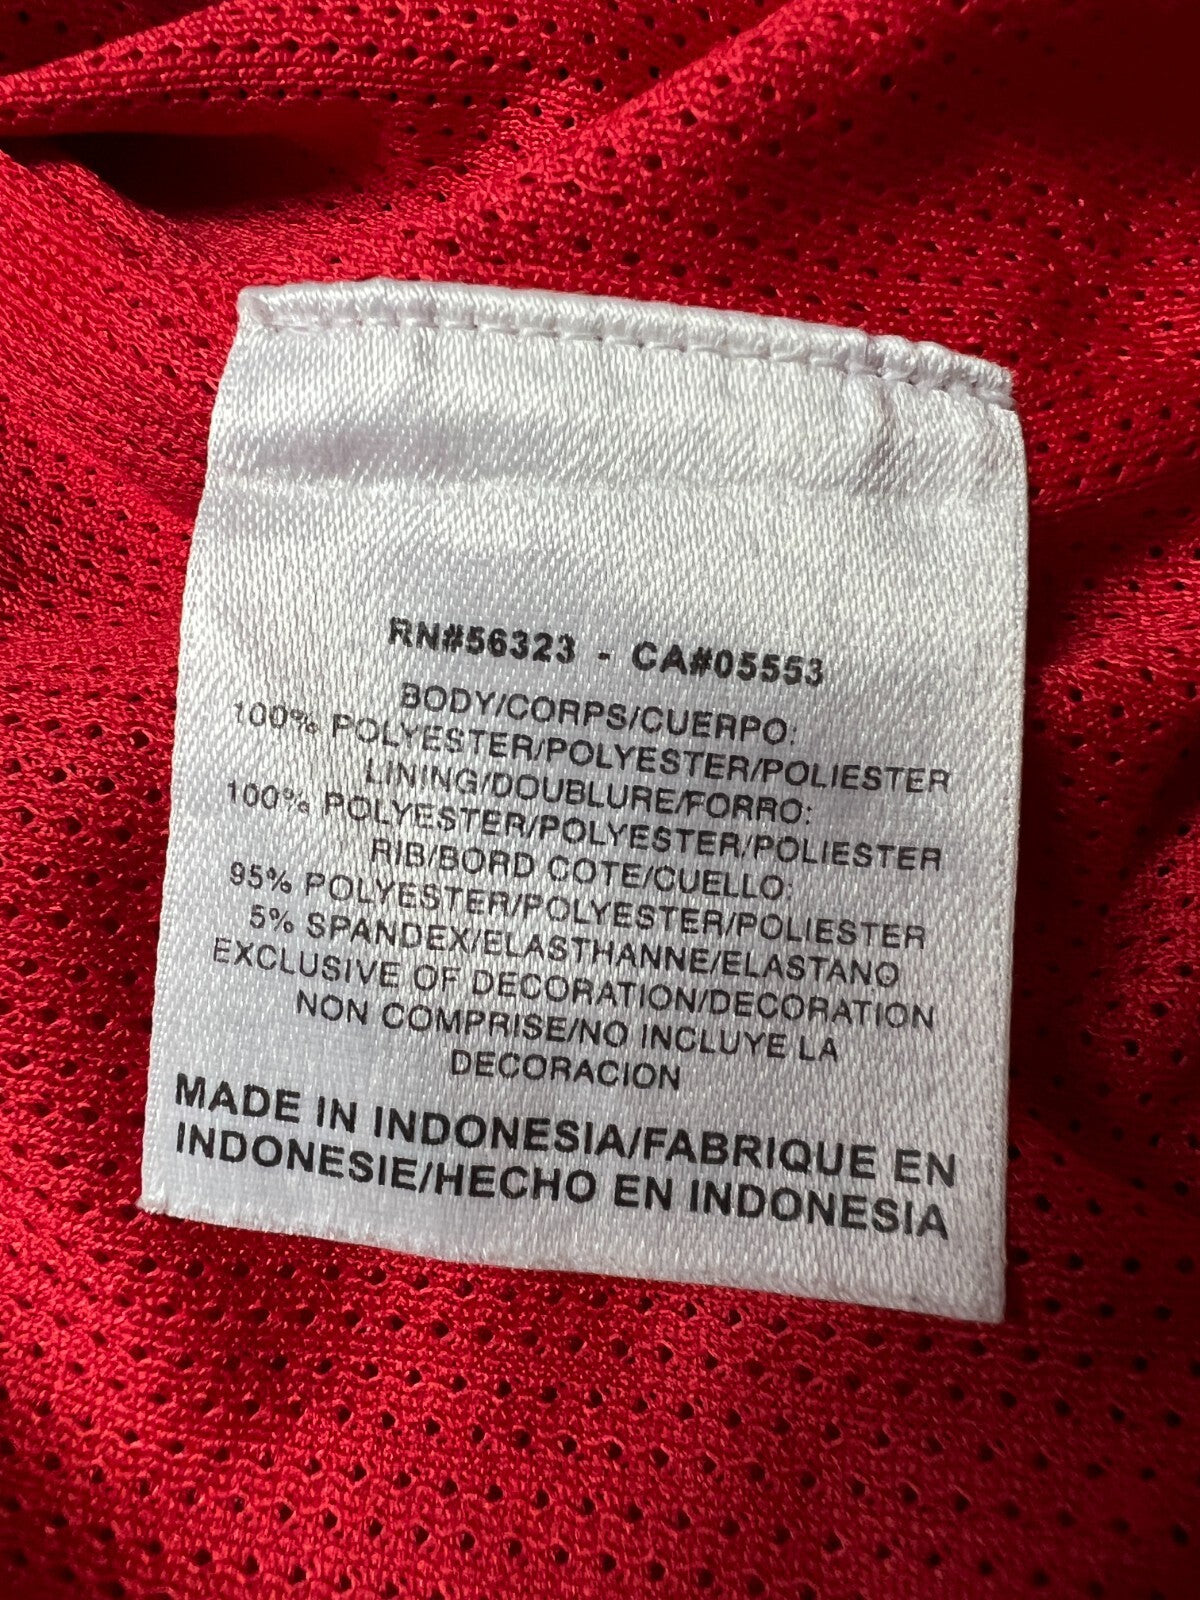 RN#56323 - CA#05553
BODY/CORPS/CUERPO:
100% POLYESTER/POLYESTER/POLIESTER
LINING/DOUBLURE/FORRO:
100% POLYESTER/POLYESTER/POLIESTER
RIB/BORD COTE/CUELLO:
95% POLYESTER/POLYESTER/POLIESTER
5% SPANDEX/ELASTHANNE/ELASTANO
EXCLUSIVE OF DECORATION/DECORATION
NON COMPRISE/NO INCLUYE LA
DECORACION
MADE IN INDONESIA/FABRIQUE EN
INDONESIE/HECHO EN INDONESIA